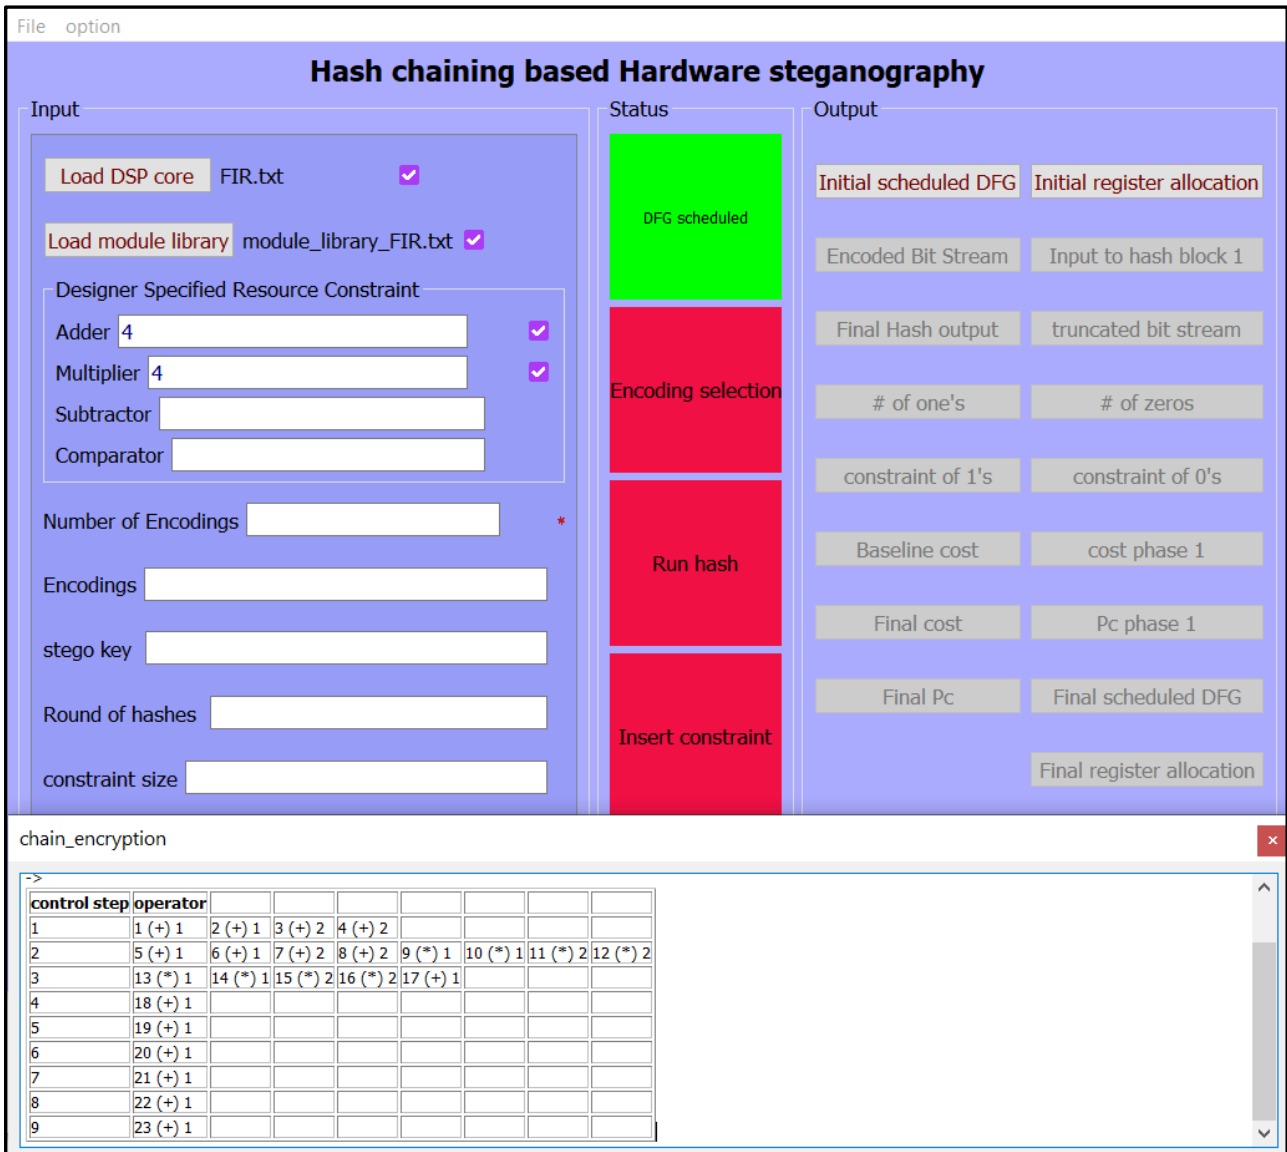 File option
Hash chaining based Hardware steganography
Input
Load DSP core FIR.txt
Load module library module_library_FIR.txt
Designer Specified Resource Constraint
Adder 4
Multiplier 4
Subtractor
Comparator
Number of Encodings *
Encodings
stego key
Round of hashes
constraint size
Status
DFG scheduled
Encoding selection
Run hash
Insert constraint
Output
Initial scheduled DFG Initial register allocation
Encoded Bit Stream Input to hash block 1
Final Hash output truncated bit stream
# of one's # of zeros
constraint of 1's constraint of 0's
Baseline cost cost phase 1
Final cost Pc phase 1
Final Pc Final scheduled DFG
Final register allocation
chain_encryption
->
control step operator
1 1 (+) 1 2 (+) 1 3 (+) 2 4 (+) 2
2 5 (+) 1 6 (+) 1 7 (+) 2 8 (+) 2 9 (*) 1 10 (*) 1 11 (*) 2 12 (*) 2
3 13 (*) 1 14 (*) 1 15 (*) 2 16 (*) 2 17 (+) 1
4 18 (+) 1
5 19 (+) 1
6 20 (+) 1
7 21 (+) 1
8 22 (+) 1
9 23 (+) 1